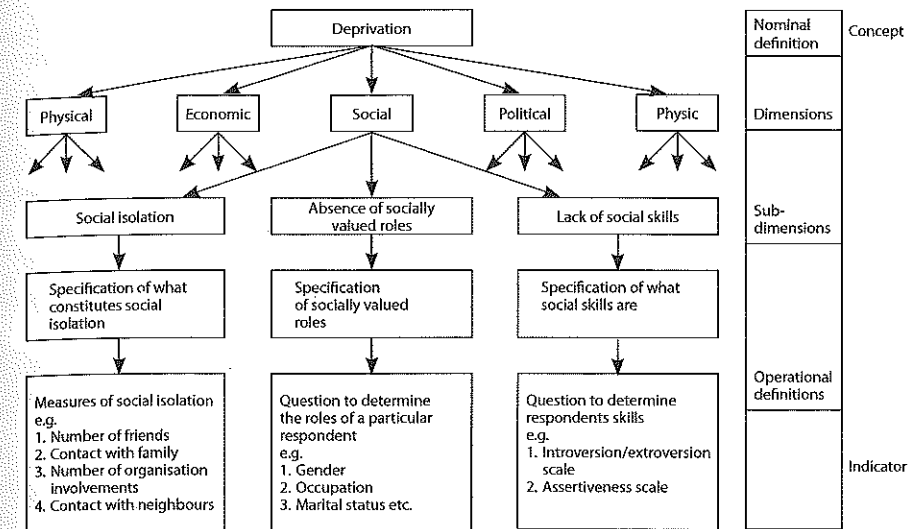 Deprivation
Nominal
definition
Concept
Physical
Economic
Social
Political
Physic
Dimensions
Social isolation
Absence of socially
valued roles
Lack of social skills
Sub-
dimensions
Specification of what
constitutes social
isolation
Specification
of socially valued
roles
Specification of what
social skills are
Operational
definitions
Measures of social isolation
e.g.
1. Number of friends
2. Contact with family
3. Number of organisation
involvements
4. Contact with neighbours
Question to determine
the roles of a particular
respondent
e.g.
1. Gender
2. Occupation
3. Marital status etc.
Question to determine
respondents skills
e.g.
1. Introversion/extroversion
scale
2. Assertiveness scale
Indicator